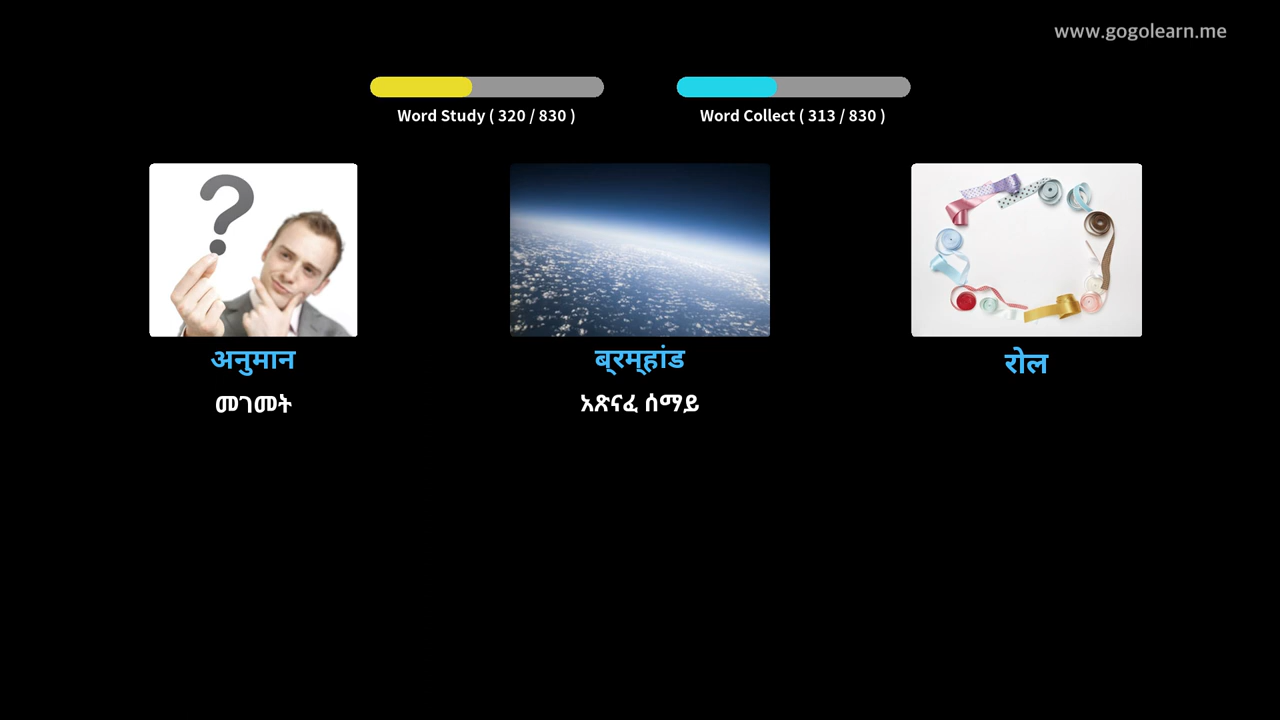 www.gogolearn.me
Word Study ( 320 / 830 )
Word Collect ( 313 / 830 )
?
अनुमान
ब्रम्हांड
रोल
መገመት
አጽናፈ ሰማይ